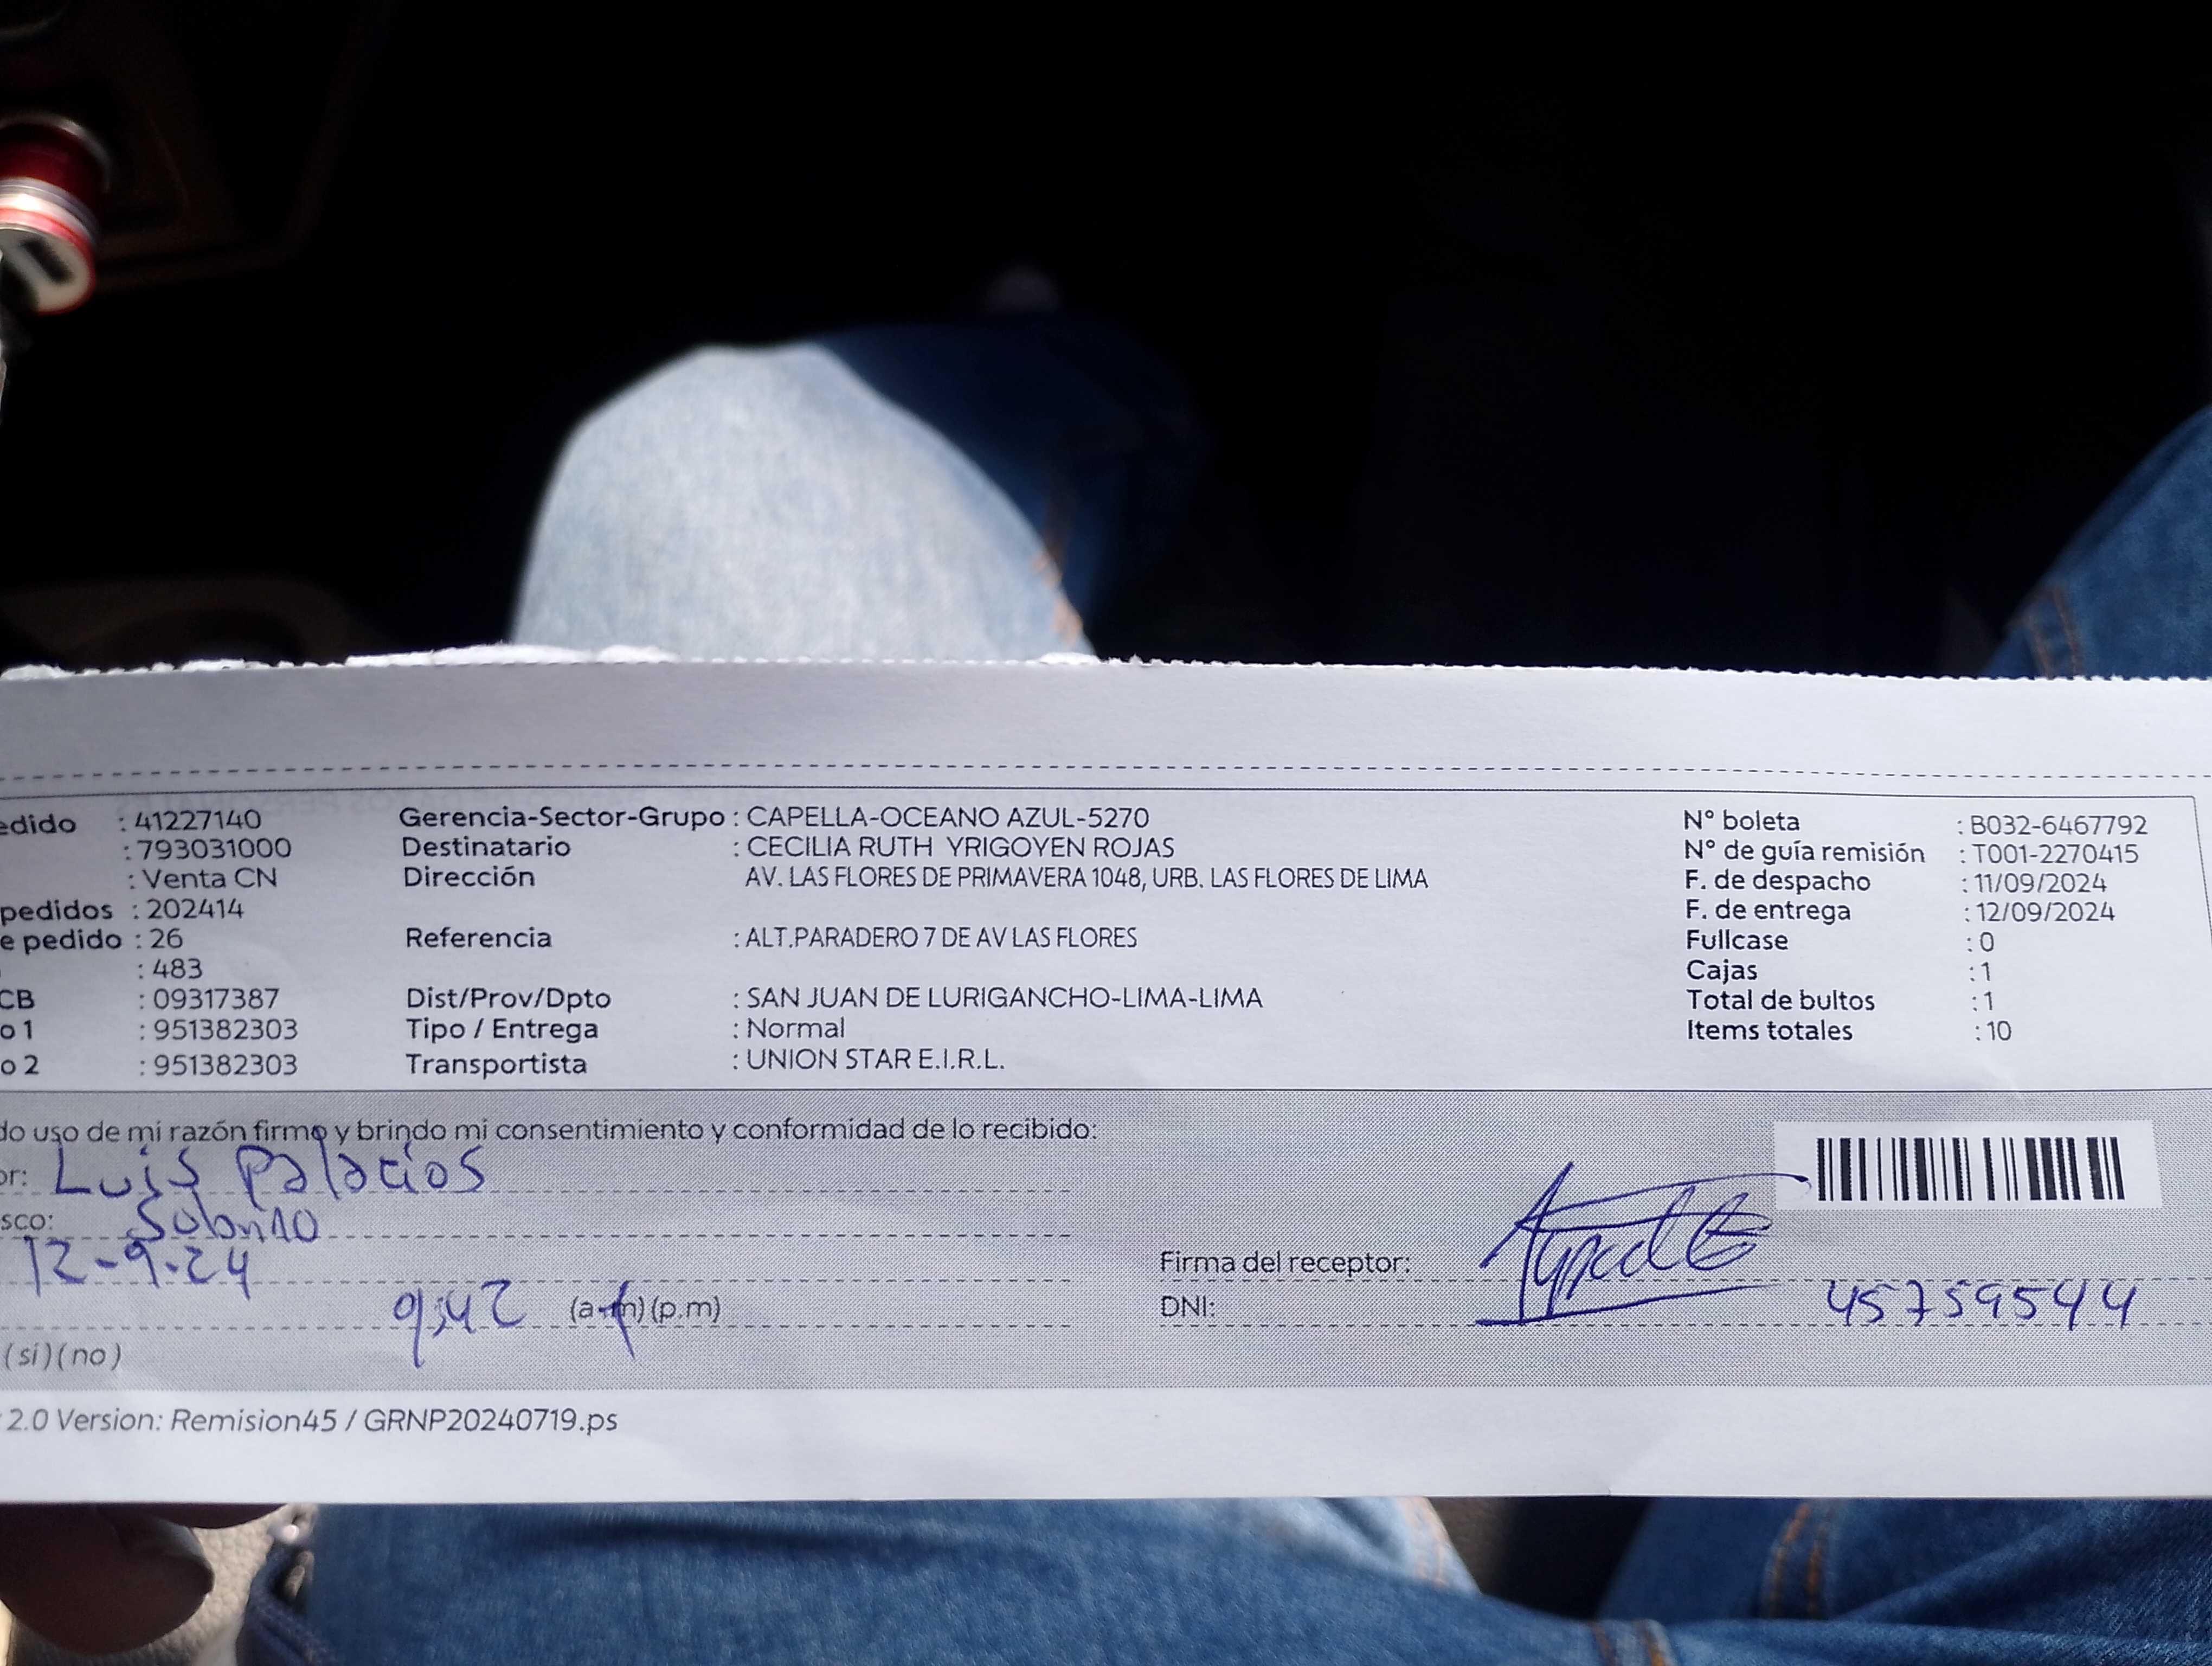 edido : 41227140 Gerencia-Sector-Grupo : CAPELLA-OCEANO AZUL-5270 N° boleta : B032-6467792
: 793031000 Destinatario : CECILIA RUTH YRIGOYEN ROJAS N° de guía remisión : T001-2270415
: Venta CN Dirección AV. LAS FLORES DE PRIMAVERA 1048, URB. LAS FLORES DE LIMA F. de despacho : 11/09/2024
pedidos : 202414 F. de entrega : 12/09/2024
e pedido : 26 Referencia : ALT.PARADERO 7 DE AV LAS FLORES Fullcase : 0
: 483 Cajas : 1
CB : 09317387 Dist/Prov/Dpto : SAN JUAN DE LURIGANCHO-LIMA-LIMA Total de bultos : 1
o 1 : 951382303 Tipo / Entrega : Normal Items totales : 10
o 2 : 951382303 Transportista : UNION STAR E.I.R.L.
do uso de mi razón firmo y brindo mi consentimiento y conformidad de lo recibido:
or: Luis Palacios
sco: Sobrino
12-9-24 Firma del receptor:
9:42 (a.m) (p.m) DNI: 45759544
(si) (no)
2.0 Version: Remision45 / GRNP20240719.ps